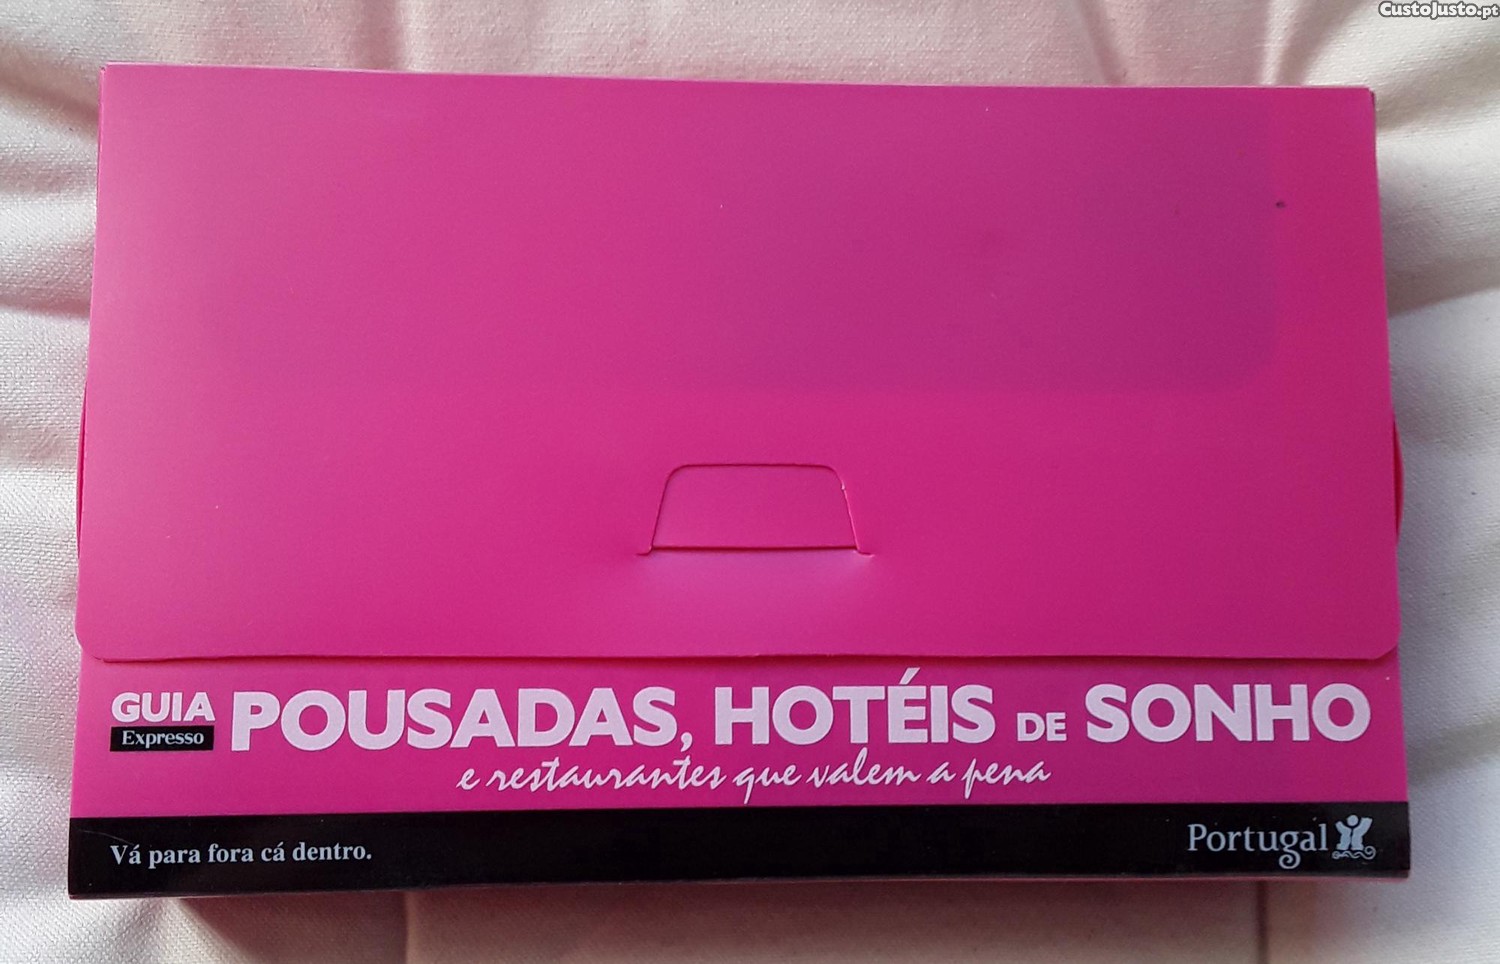 CustoJusto.pt
GUIA
Expresso
POUSADAS, HOTÉIS DE SONHO
e restaurantes que valem a pena
Vá para fora cá dentro.
Portugal